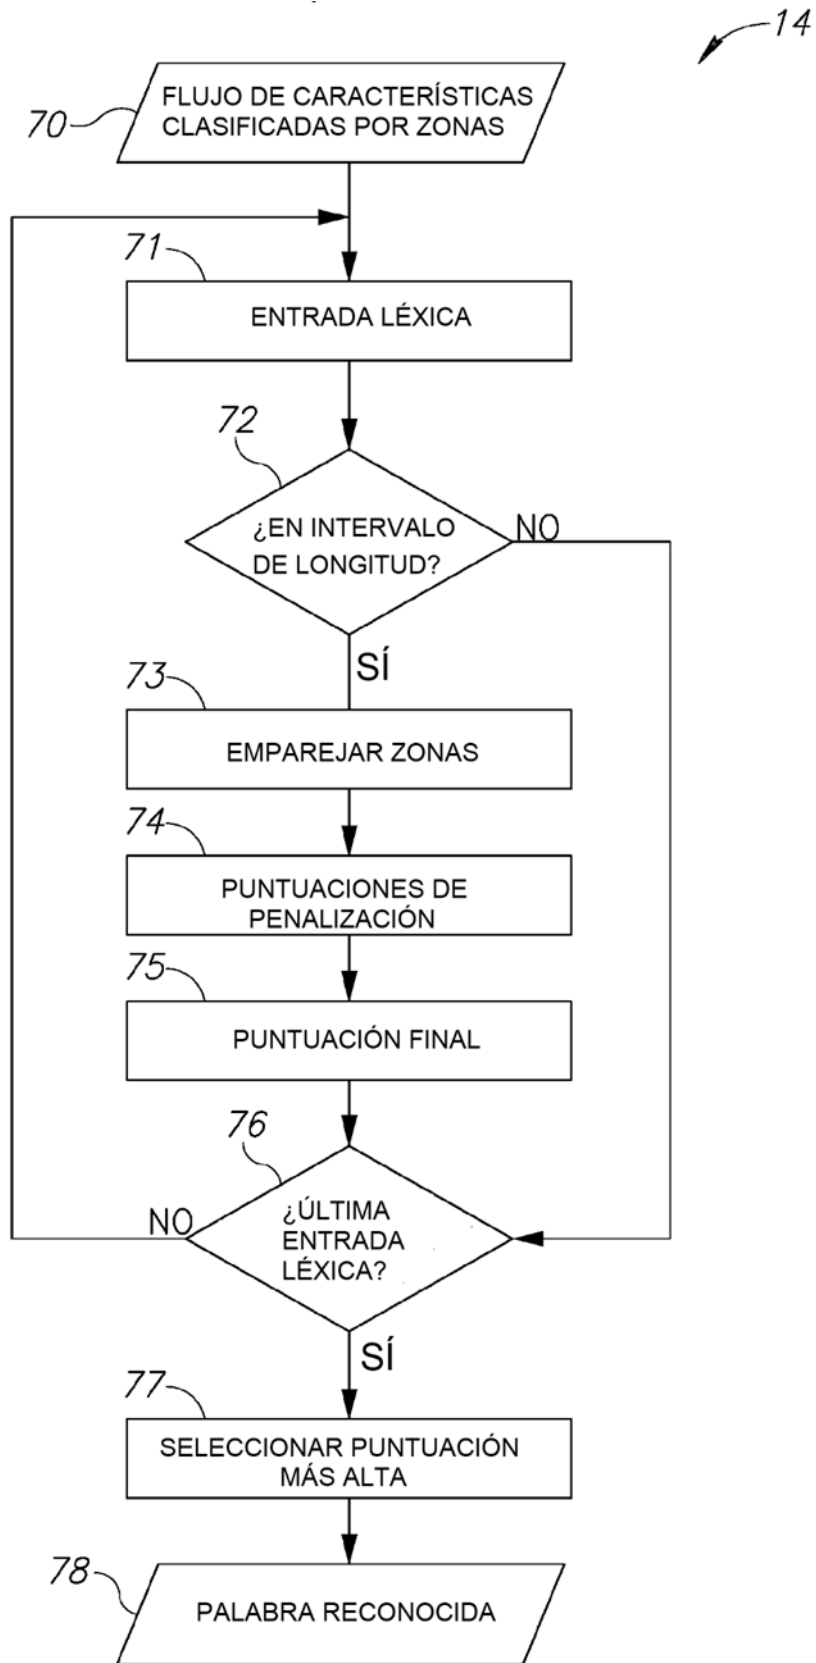 14
70
FLUJO DE CARACTERÍSTICAS
CLASIFICADAS POR ZONAS
71
ENTRADA LÉXICA
72
¿EN INTERVALO
DE LONGITUD?
NO
SÍ
73
EMPAREJAR ZONAS
74
PUNTUACIONES DE
PENALIZACIÓN
75
PUNTUACIÓN FINAL
76
¿ÚLTIMA
ENTRADA
LÉXICA?
NO
SÍ
77
SELECCIONAR PUNTUACIÓN
MÁS ALTA
78
PALABRA RECONOCIDA